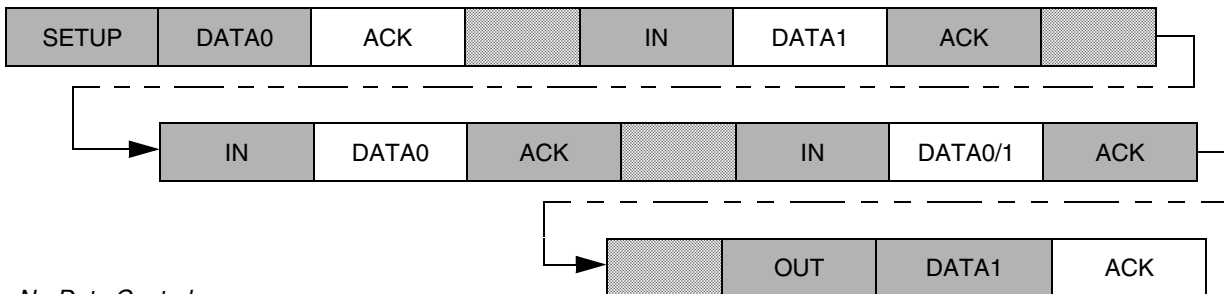 SETUP DATA0 ACK IN DATA1 ACK
IN DATA0 ACK IN DATA0/1 ACK
OUT DATA1 ACK